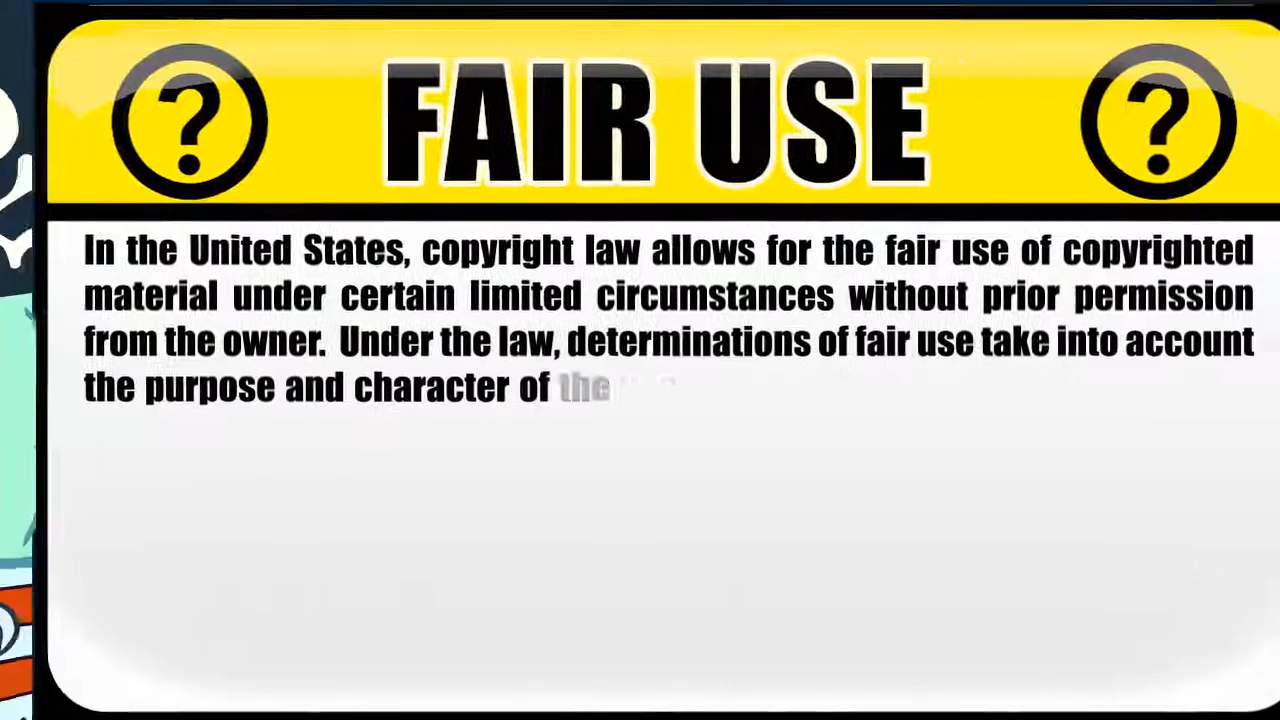 ? FAIR USE ?
In the United States, copyright law allows for the fair use of copyrighted
material under certain limited circumstances without prior permission
from the owner. Under the law, determinations of fair use take into account
the purpose and character of the